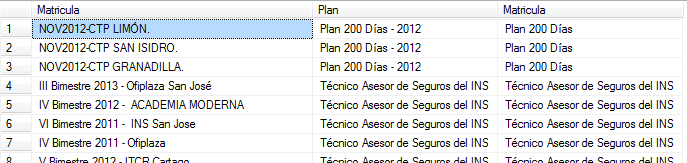 Matricula Plan Matricula
1 NOV2012-CTP LIMÓN. Plan 200 Días - 2012 Plan 200 Días
2 NOV2012-CTP SAN ISIDRO. Plan 200 Días - 2012 Plan 200 Días
3 NOV2012-CTP GRANADILLA. Plan 200 Días - 2012 Plan 200 Días
4 III Bimestre 2013 - Ofiplaza San José Técnico Asesor de Seguros del INS Técnico Asesor de Seguros del INS
5 IV Bimestre 2012 - ACADEMIA MODERNA Técnico Asesor de Seguros del INS Técnico Asesor de Seguros del INS
6 VI Bimestre 2011 - INS San Jose Técnico Asesor de Seguros del INS Técnico Asesor de Seguros del INS
7 VI Bimestre 2011 - Ofiplaza Técnico Asesor de Seguros del INS Técnico Asesor de Seguros del INS
8 V Bimestre 2012 - ITCR Cartago Técnico Asesor de Seguros del INS Técnico Asesor de Seguros del INS